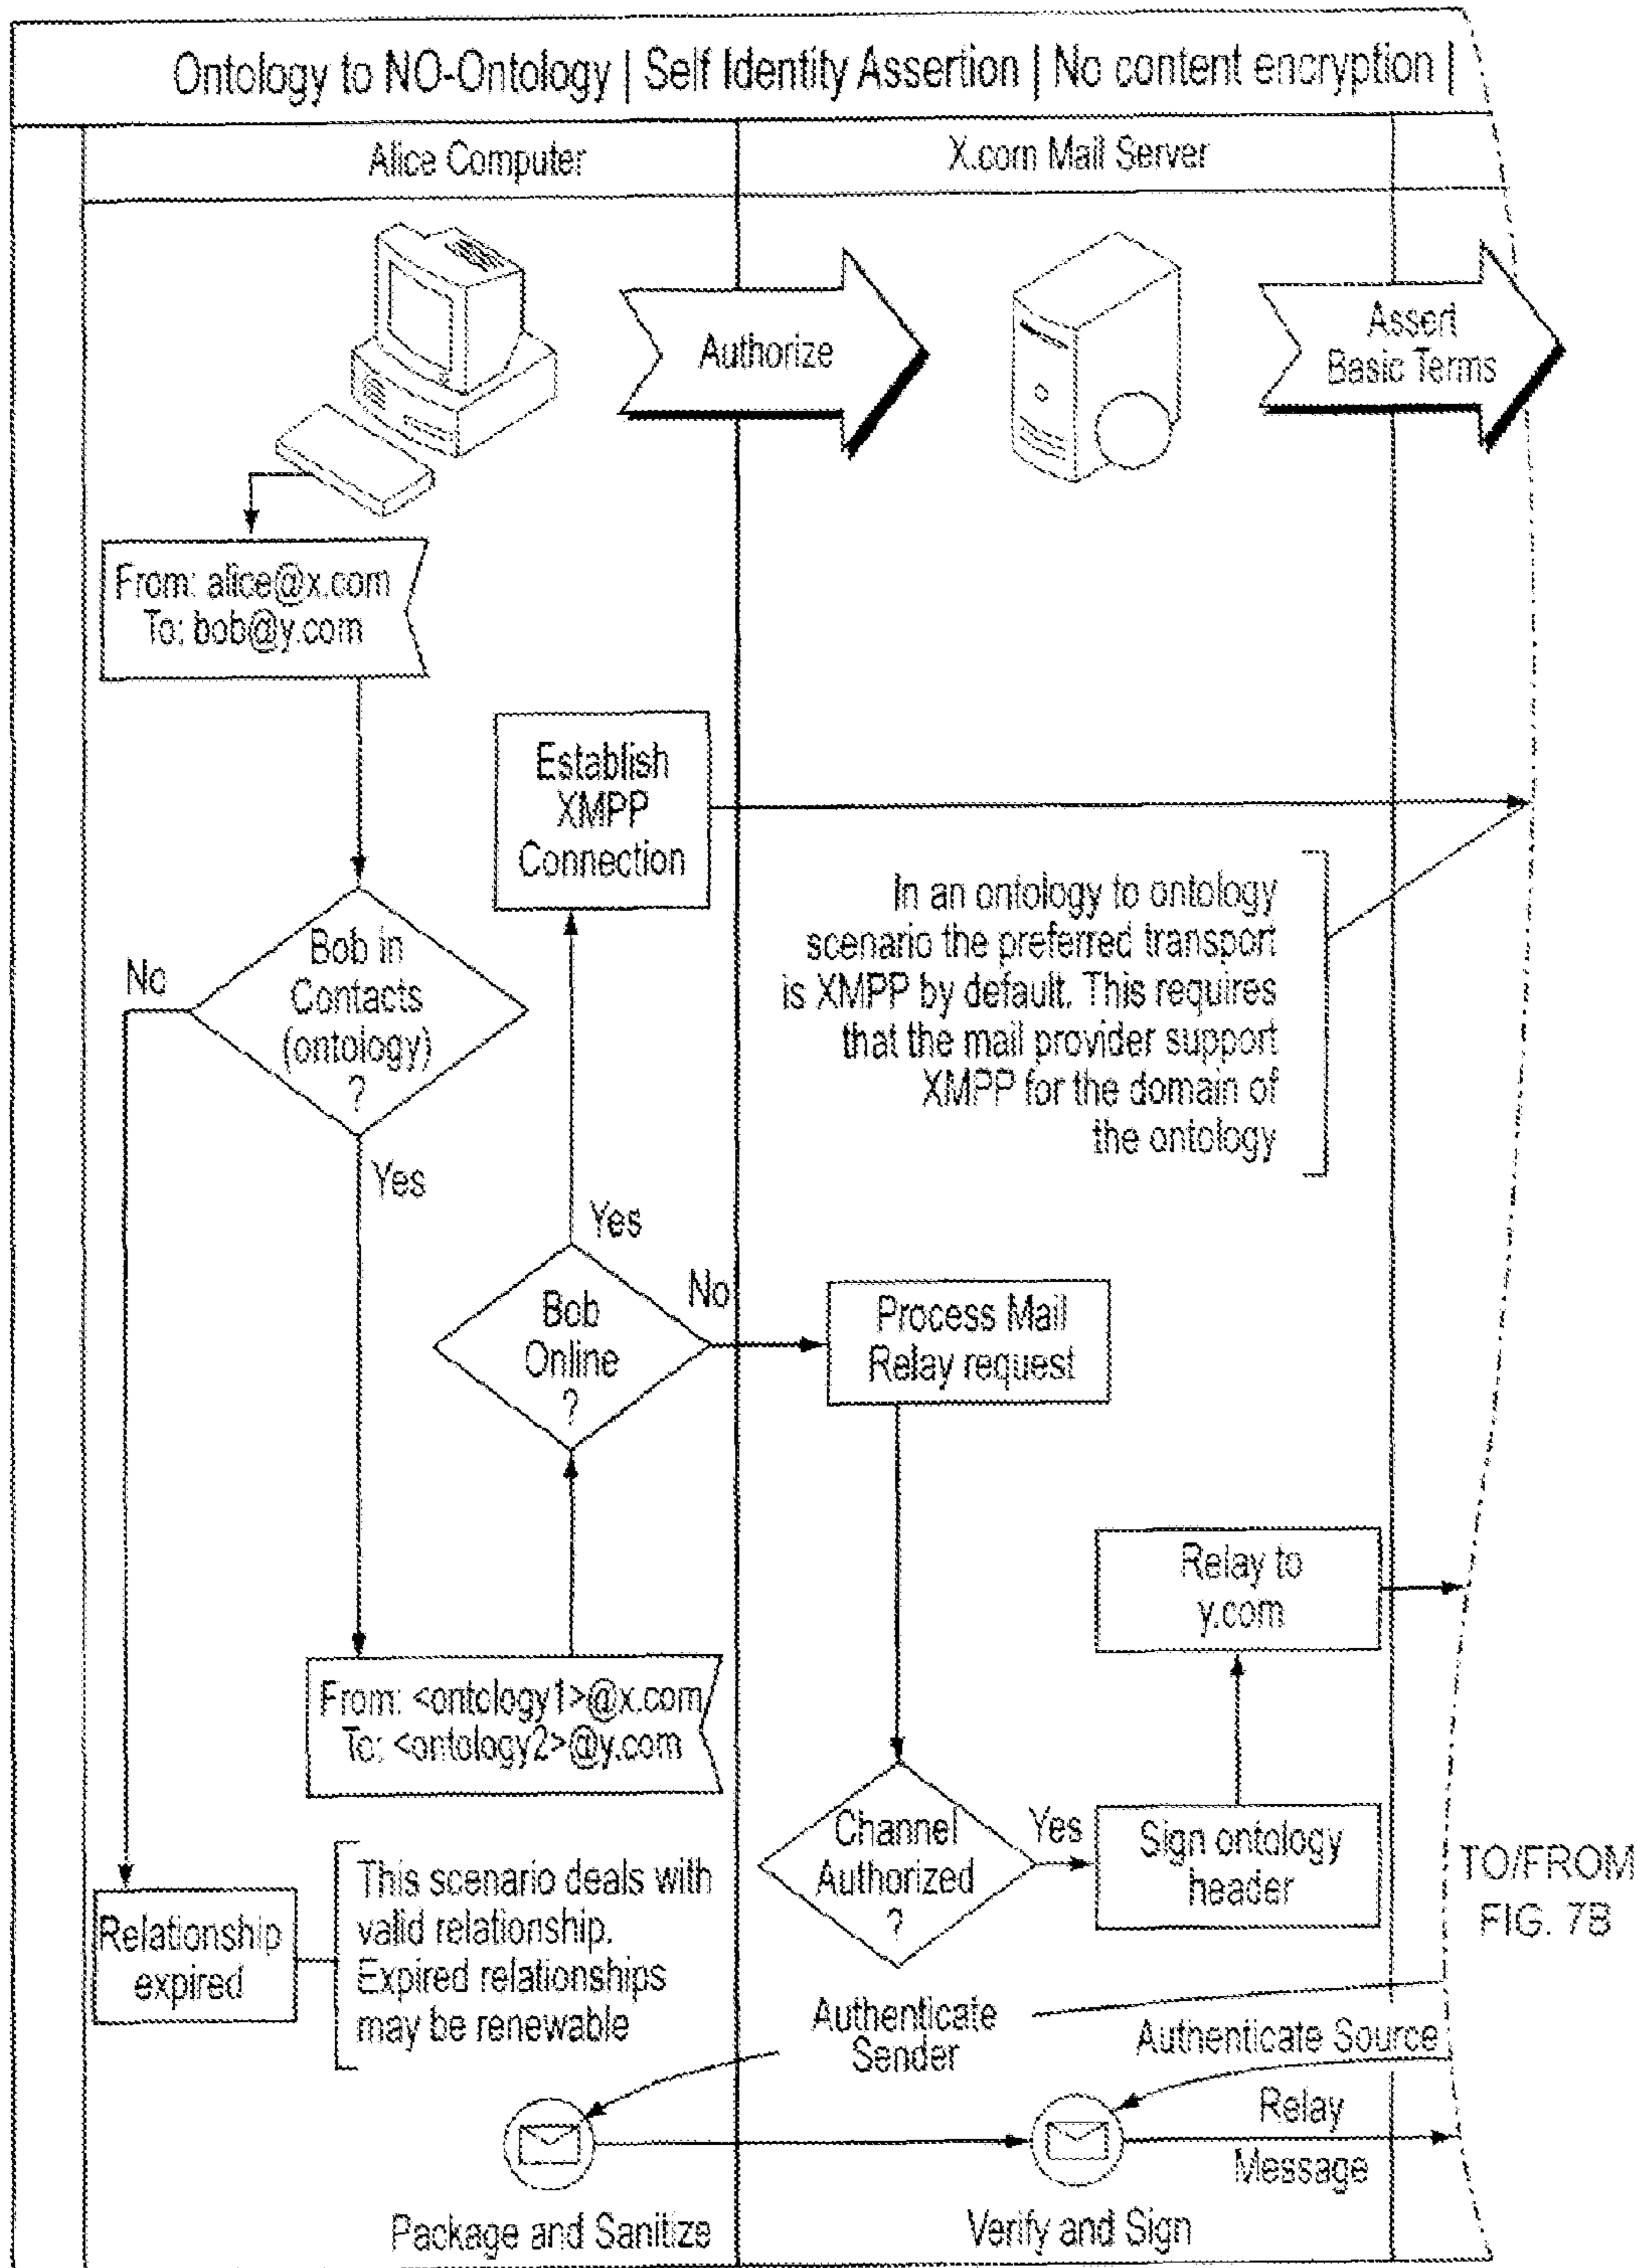 Ontology to NO-Ontology | Self Identity Assertion | No content encryption |
Alice Computer
X.com Mail Server
Authorize
Assert
Basic Terms
From: alice@x.com
To: bob@y.com
Establish
XMPP
Connection
In an ontology to ontology
scenario the preferred transport
is XMPP by default. This requires
that the mail provider support
XMPP for the domain of
the ontology
Bob in
Contacts
(ontology)
?
No
Yes
Yes
Bob
Online
?
No
Process Mail
Relay request
Relay to
y.com
From: <ontology1>@x.com
To: <ontology2>@y.com
Channel
Authorized
?
Yes
Sign ontology
header
TO/FROM
FIG. 7B
Relationship
expired
This scenario deals with
valid relationship.
Expired relationships
may be renewable
Authenticate
Sender
Authenticate Source
Relay
Message
Package and Sanitize
Verify and Sign